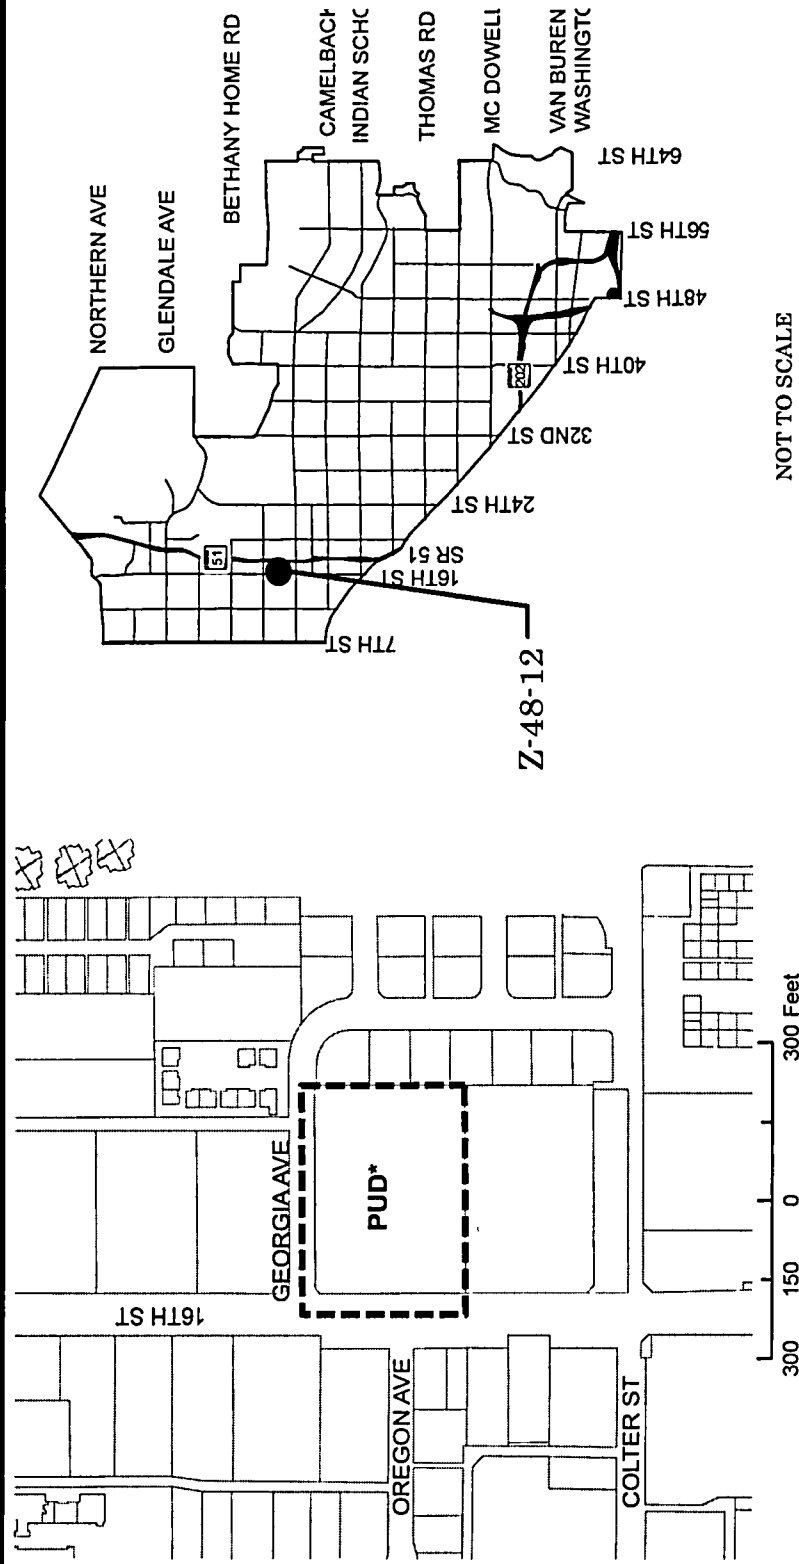 NORTHERN AVE
GLENDALE AVE
BETHANY HOME RD
CAMELBACH
INDIAN SCHO
THOMAS RD
MC DOWELL
VAN BUREN
WASHINGTO
64TH ST
56TH ST
48TH ST
40TH ST
32ND ST
24TH ST
SR 51
16TH ST
7TH ST
51
202
Z-48-12
NOT TO SCALE
GEORGIA AVE
16TH ST
PUD*
OREGON AVE
COLTER ST
300 150 0 300 Feet